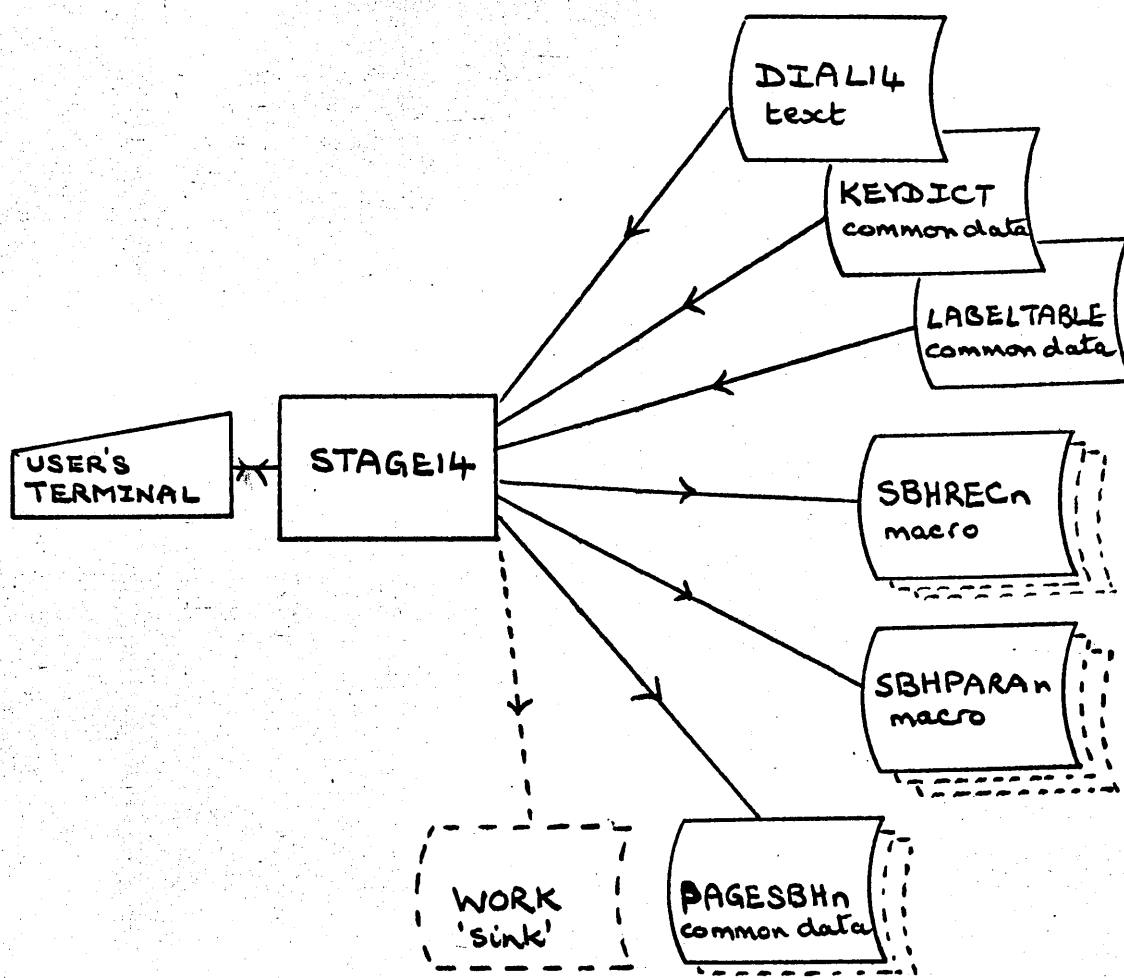 DIAL14
text
KEYDICT
common data
LABELTABLE
common data
USER'S
TERMINAL
STAGE14
SBHRECn
macro
SBHPARAn
macro
WORK
'sink'
PAGESBHn
common data